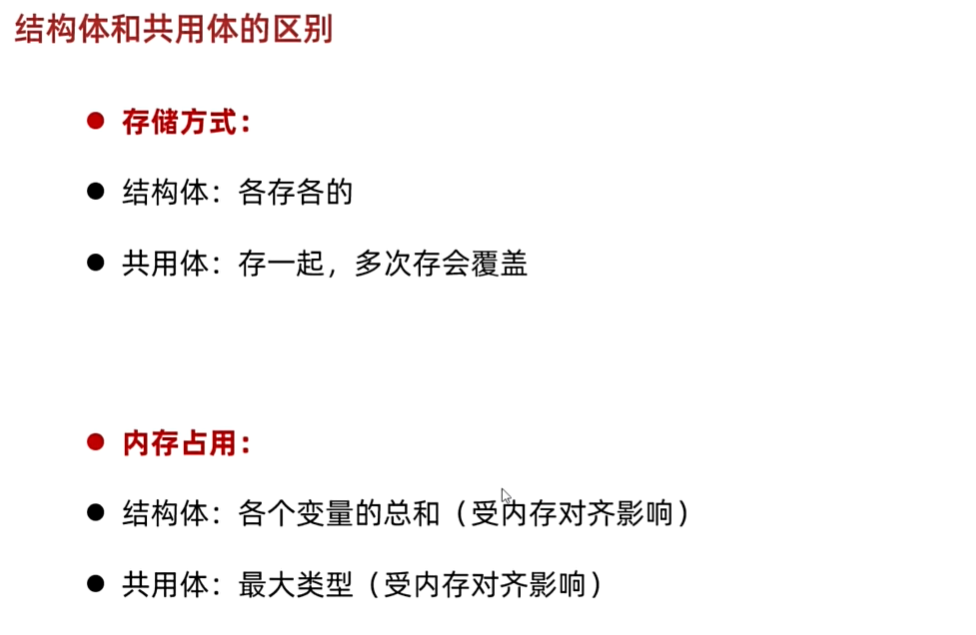 结构体和共用体的区别
● 存储方式：
● 结构体：各存各的
● 共用体：存一起，多次存会覆盖
● 内存占用：
● 结构体：各个变量的总和（受内存对齐影响）
● 共用体：最大类型（受内存对齐影响）